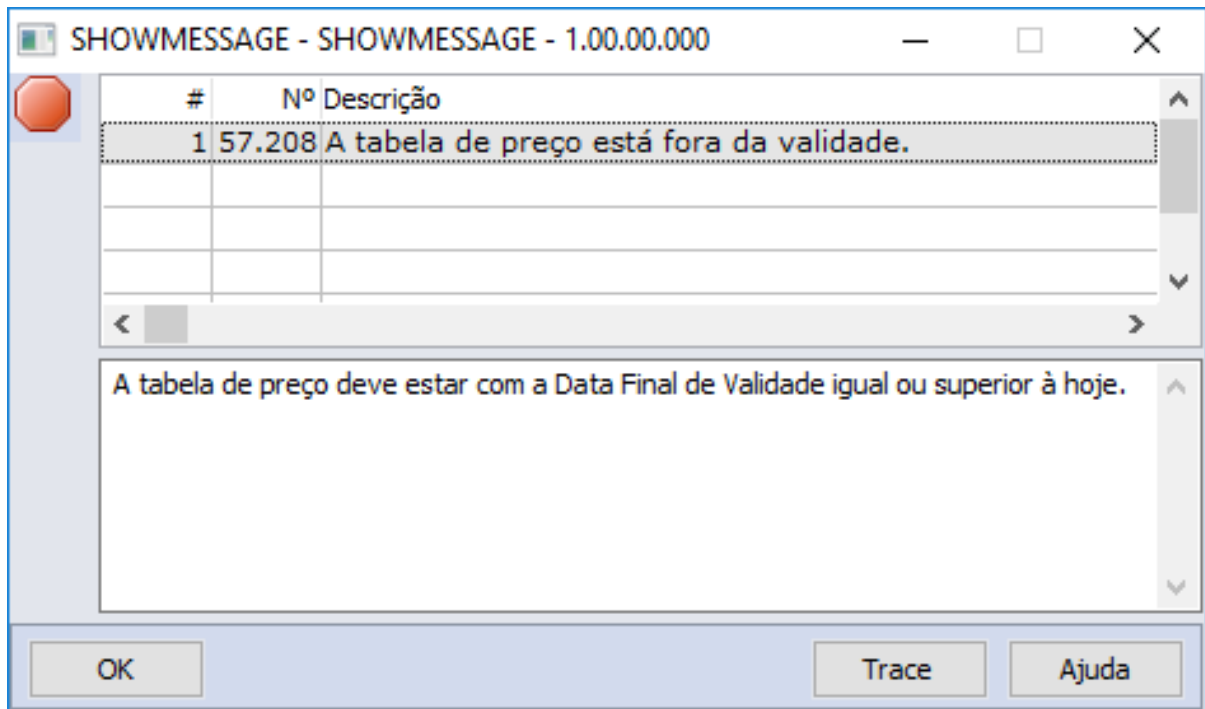 SHOWMESSAGE - SHOWMESSAGE - 1.00.00.000
# Nº Descrição
1 57.208 A tabela de preço está fora da validade.
A tabela de preço deve estar com a Data Final de Validade igual ou superior à hoje.
OK Trace Ajuda